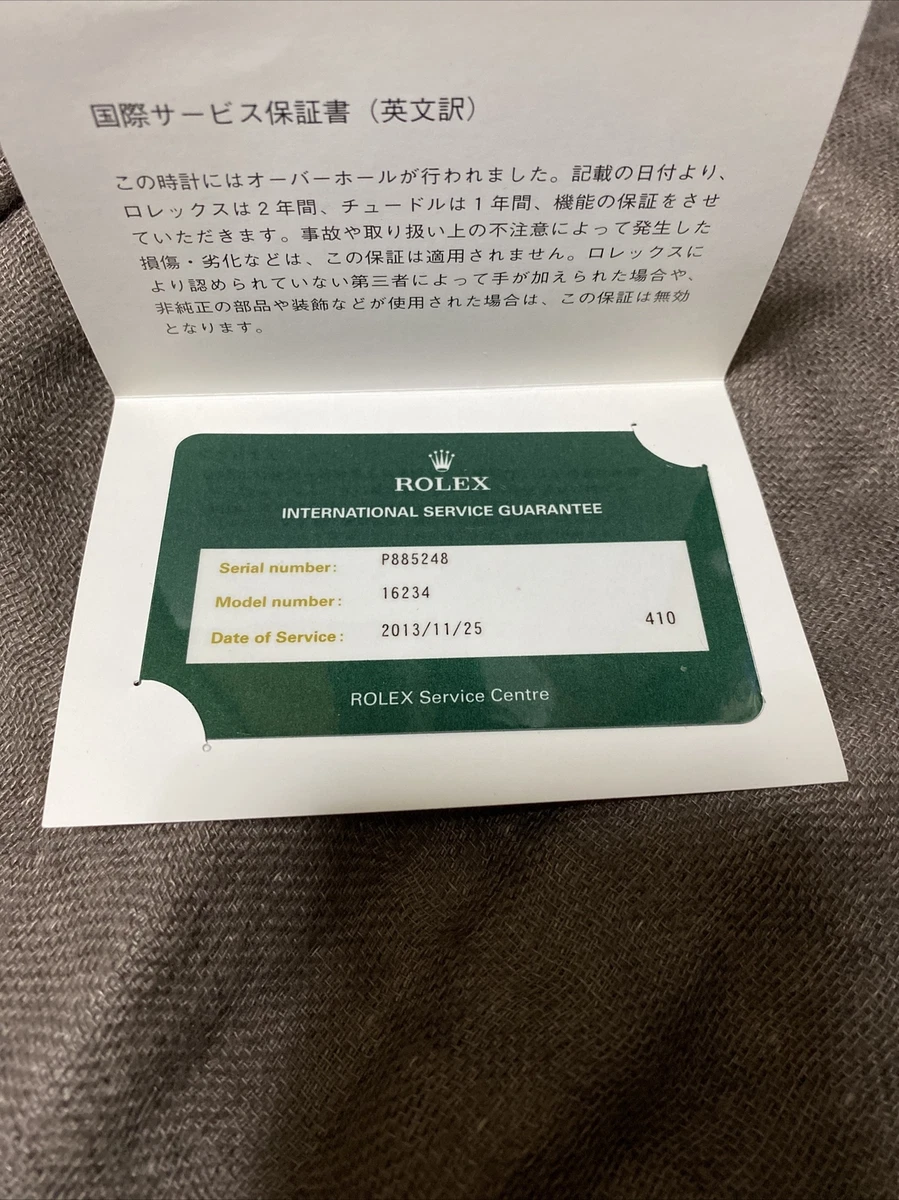 国際サービス保証書（英文訳）
この時計にはオーバーホールが行われました。記載の日付より、
ロレックスは2年間、チュードルは1年間、機能の保証をさせ
ていただきます。事故や取り扱い上の不注意によって発生した
損傷・劣化などは、この保証は適用されません。ロレックスに
より認められていない第三者によって手が加えられた場合や、
非純正の部品や装飾などが使用された場合は、この保証は無効
となります。
ROLEX
INTERNATIONAL SERVICE GUARANTEE
Serial number: P885248
Model number: 16234
Date of Service: 2013/11/25 410
ROLEX Service Centre